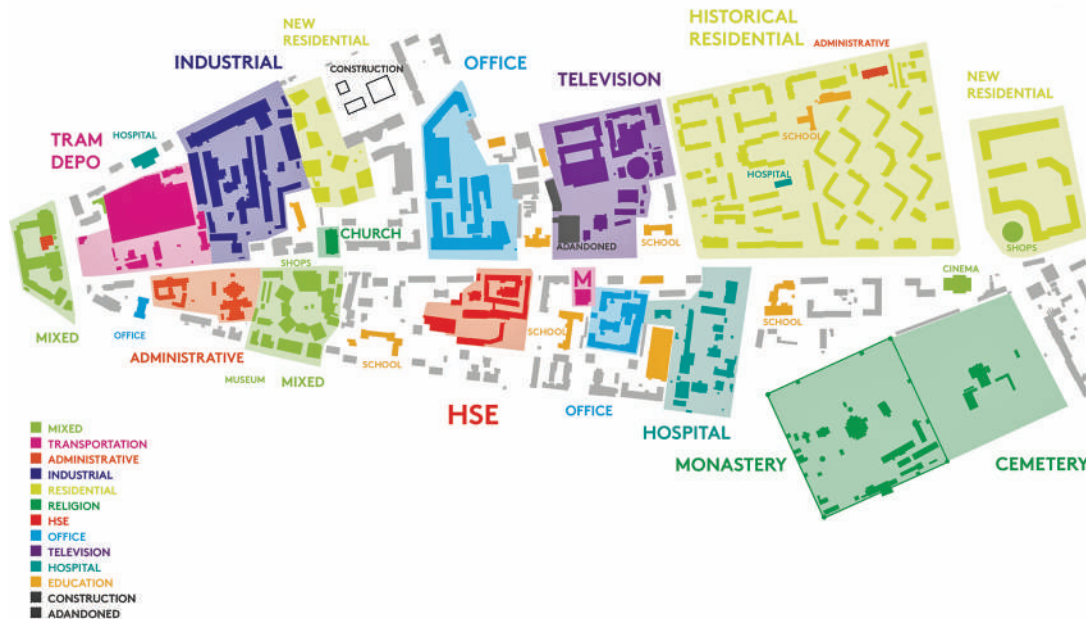 HISTORICAL
RESIDENTIAL
ADMINISTRATIVE
NEW
RESIDENTIAL
INDUSTRIAL
CONSTRUCTION
OFFICE
TELEVISION
NEW
RESIDENTIAL
TRAM
DEPO
HOSPITAL
SCHOOL
HOSPITAL
CHURCH
ABANDONED
SCHOOL
SHOPS
SHOPS
CINEMA
M
MIXED
OFFICE
ADMINISTRATIVE
MUSEUM
MIXED
SCHOOL
SCHOOL
SCHOOL
HSE
OFFICE
HOSPITAL
MONASTERY
CEMETERY
MIXED
TRANSPORTATION
ADMINISTRATIVE
INDUSTRIAL
RESIDENTIAL
RELIGION
HSE
OFFICE
TELEVISION
HOSPITAL
EDUCATION
CONSTRUCTION
ADANDONED